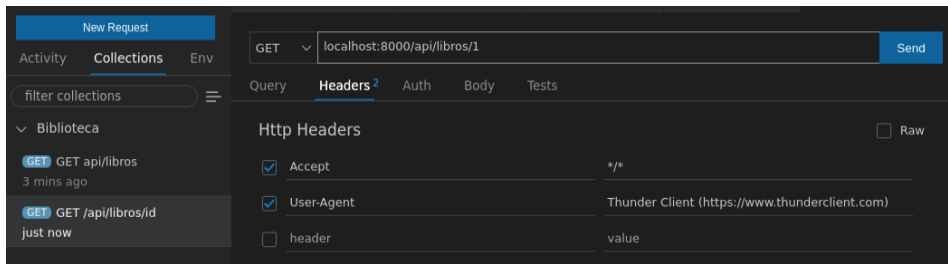 New Request
Activity Collections Env
filter collections
Biblioteca
GET GET api/libros
3 mins ago
GET GET /api/libros/id
just now
GET localhost:8000/api/libros/1 Send
Query Headers 2 Auth Body Tests
Http Headers Raw
Accept */*
User-Agent Thunder Client (https://www.thunderclient.com)
header value